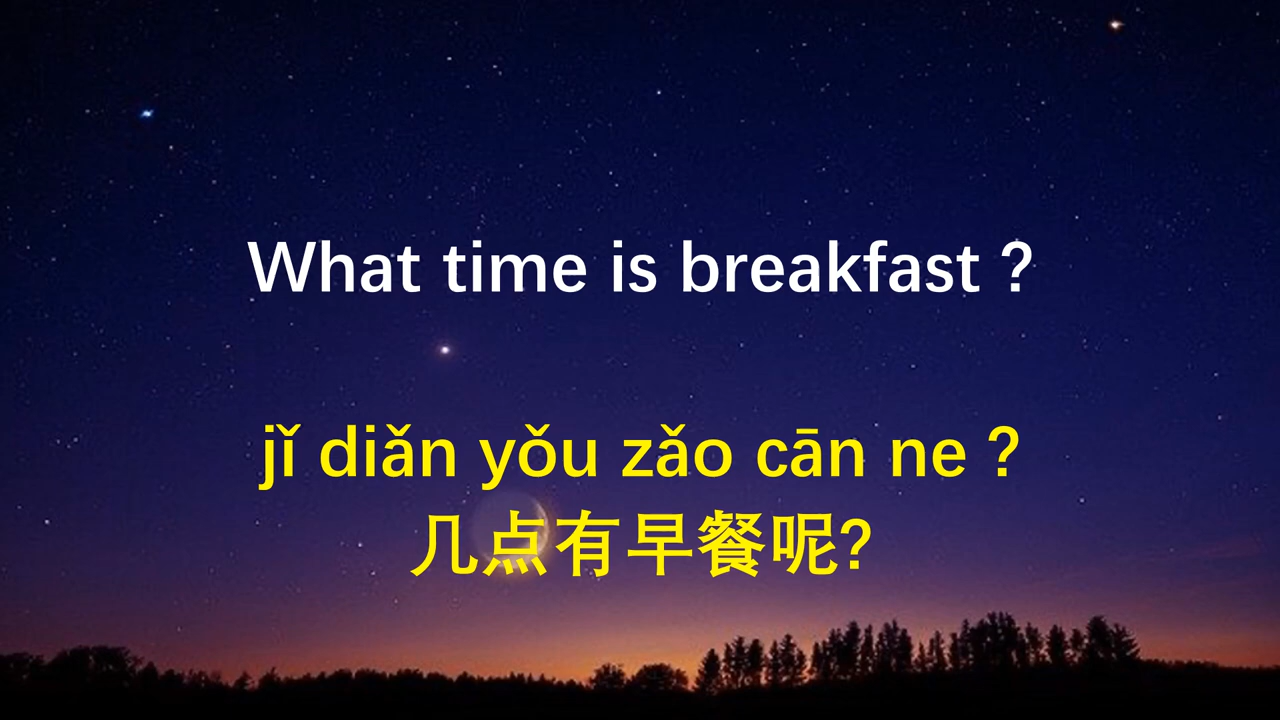 What time is breakfast ?
jǐ diǎn yǒu zǎo cān ne ?
几点有早餐呢?